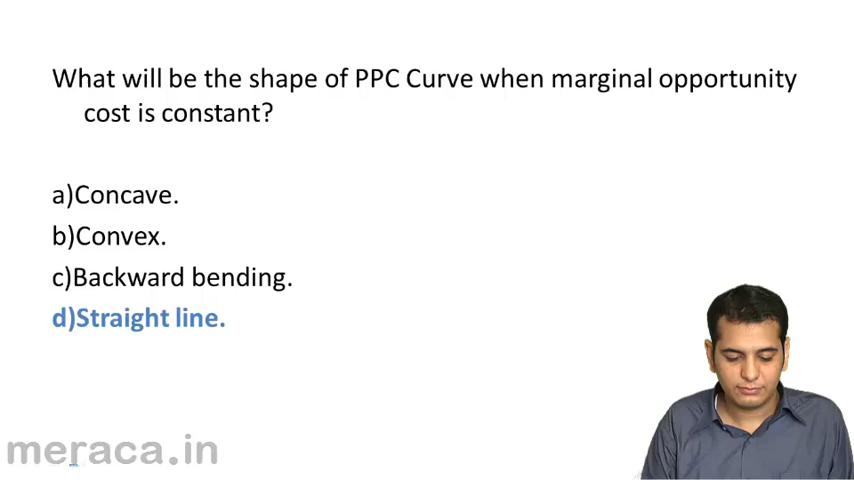 What will be the shape of PPC Curve when marginal opportunity
cost is constant?
a)Concave.
b)Convex.
c)Backward bending.
d)Straight line.
meraca.in